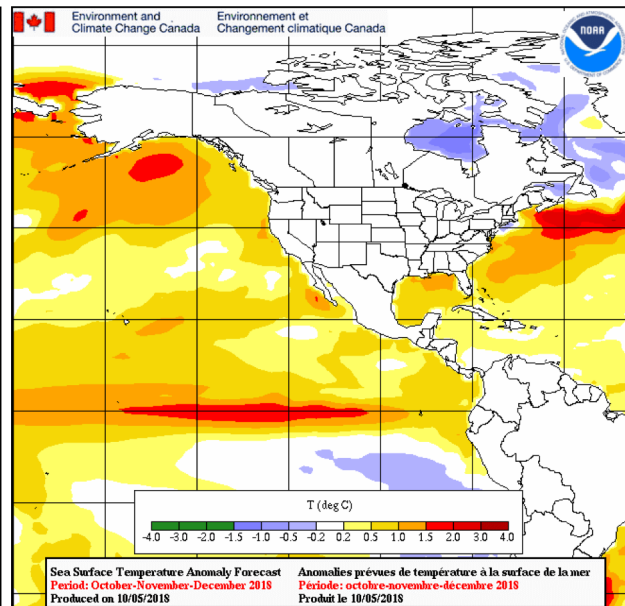 Environment and Environnement et
Climate Change Canada Changement climatique Canada
NOAA
T (deg C)
-4.0 -3.0 -2.0 -1.5 -1.0 -0.5 -0.2 0.2 0.5 1.0 1.5 2.0 3.0 4.0
Sea Surface Temperature Anomaly Forecast Anomalies prévues de température à la surface de la mer
Period: October-November-December 2018 Période: octobre-novembre-décembre 2018
Produced on 10/05/2018 Produit le 10/05/2018